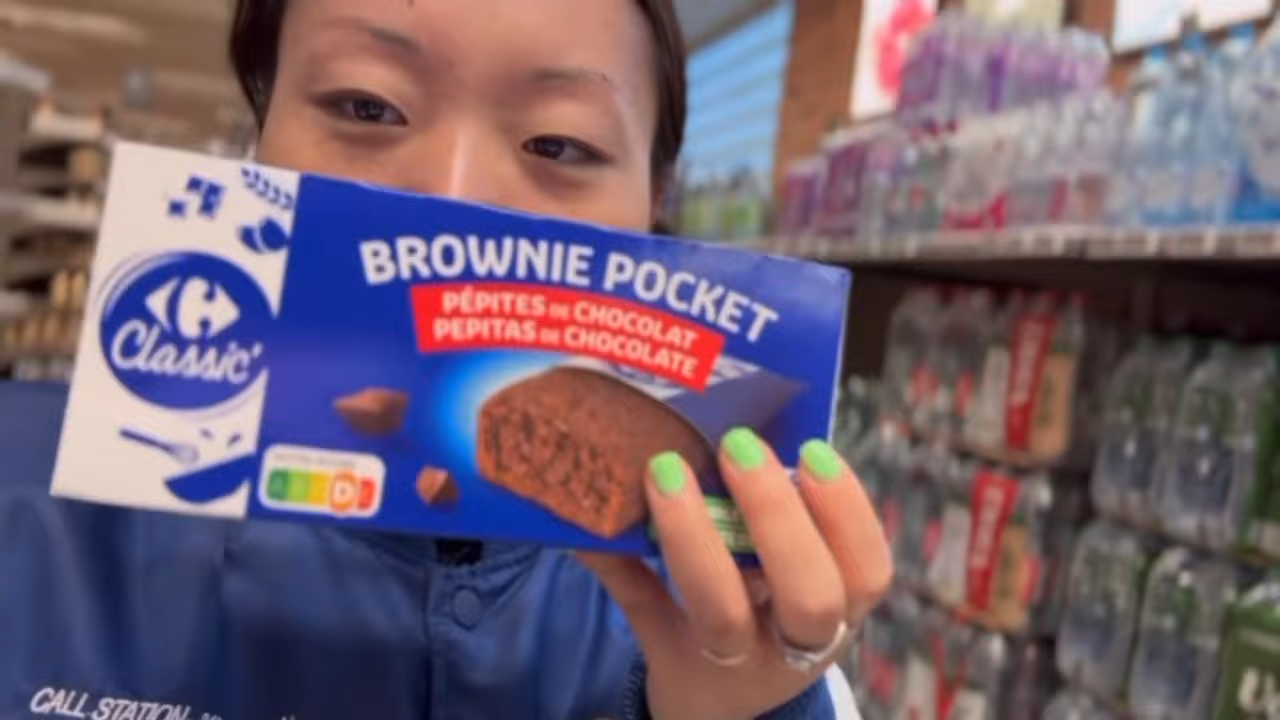 BROWNIE POCKET
PÉPITES DE CHOCOLAT
PEPITAS DE CHOCOLATE
Classic'
D
CALL STATION